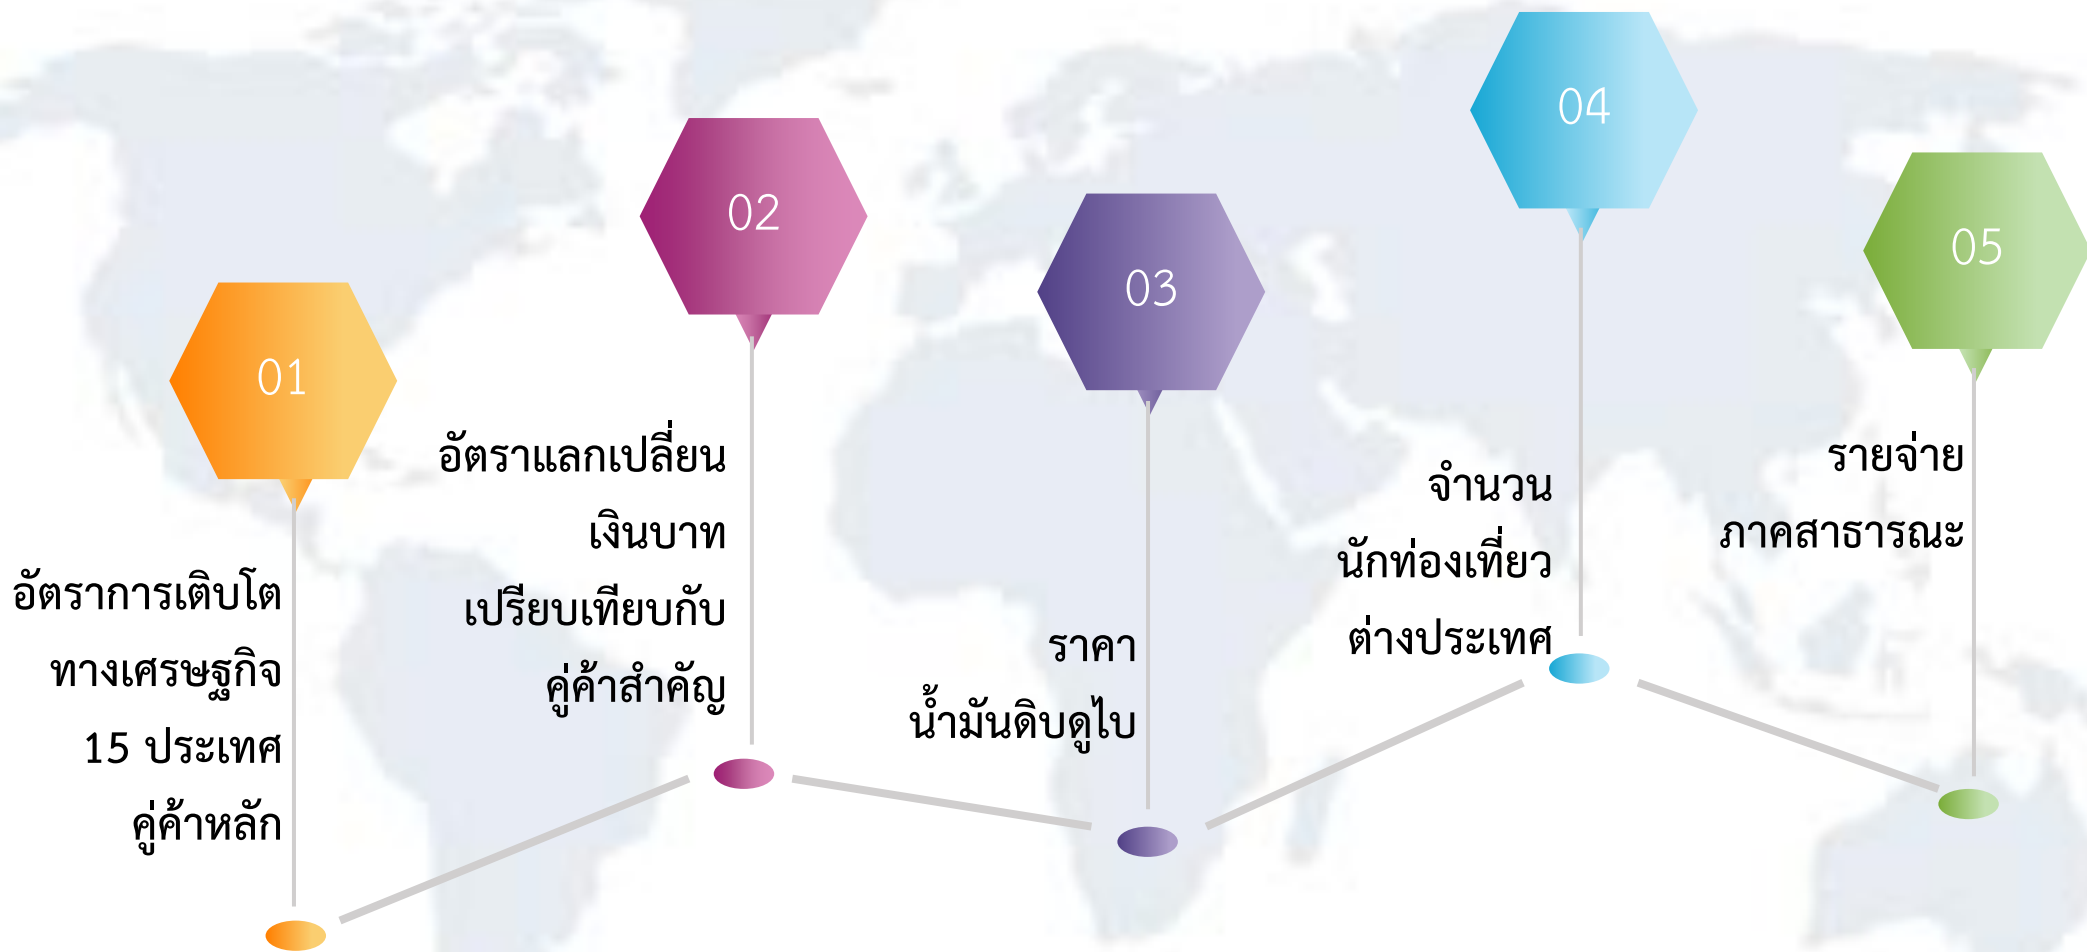 01
อัตราการเติบโต
ทางเศรษฐกิจ
15 ประเทศ
คู่ค้าหลัก
02
อัตราแลกเปลี่ยน
เงินบาท
เปรียบเทียบกับ
คู่ค้าสำคัญ
03
ราคา
น้ำมันดิบดูไบ
04
จำนวน
นักท่องเที่ยว
ต่างประเทศ
05
รายจ่าย
ภาคสาธารณะ